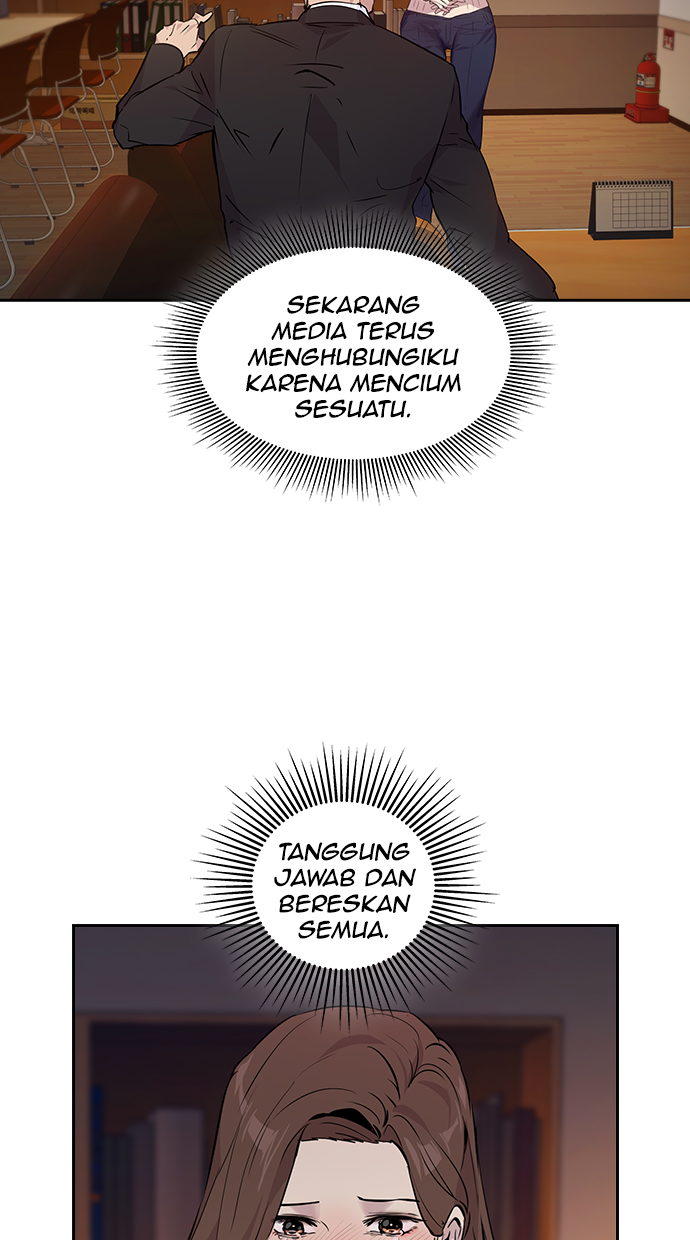 SEKARANG
MEDIA TERUS
MENGHUBUNGIKU
KARENA MENCIUM
SESUATU.
TANGGUNG
JAWAB DAN
BERESKAN
SEMUA.